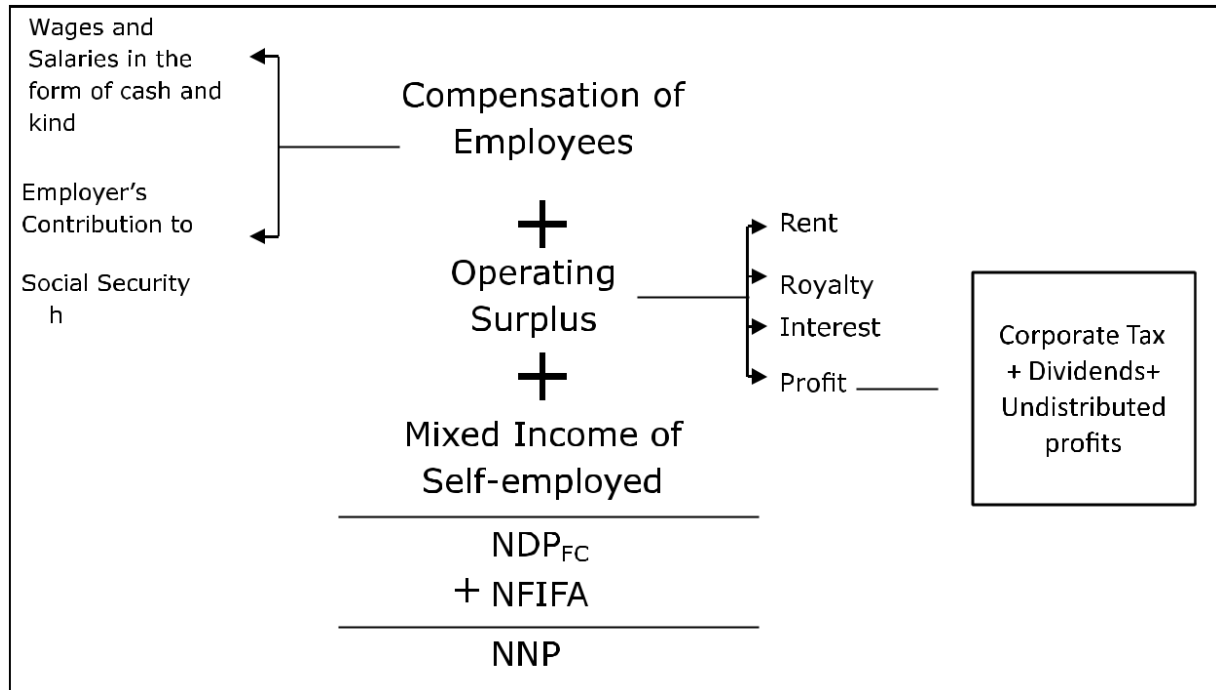 Wages and
Salaries in the
form of cash and
kind
Employer’s
Contribution to
Social Security
h
Compensation of
Employees
+
Operating
Surplus
+
Mixed Income of
Self-employed
Rent
Royalty
Interest
Profit
Corporate Tax
+ Dividends+
Undistributed
profits
NDPFC
+ NFIFA
NNP